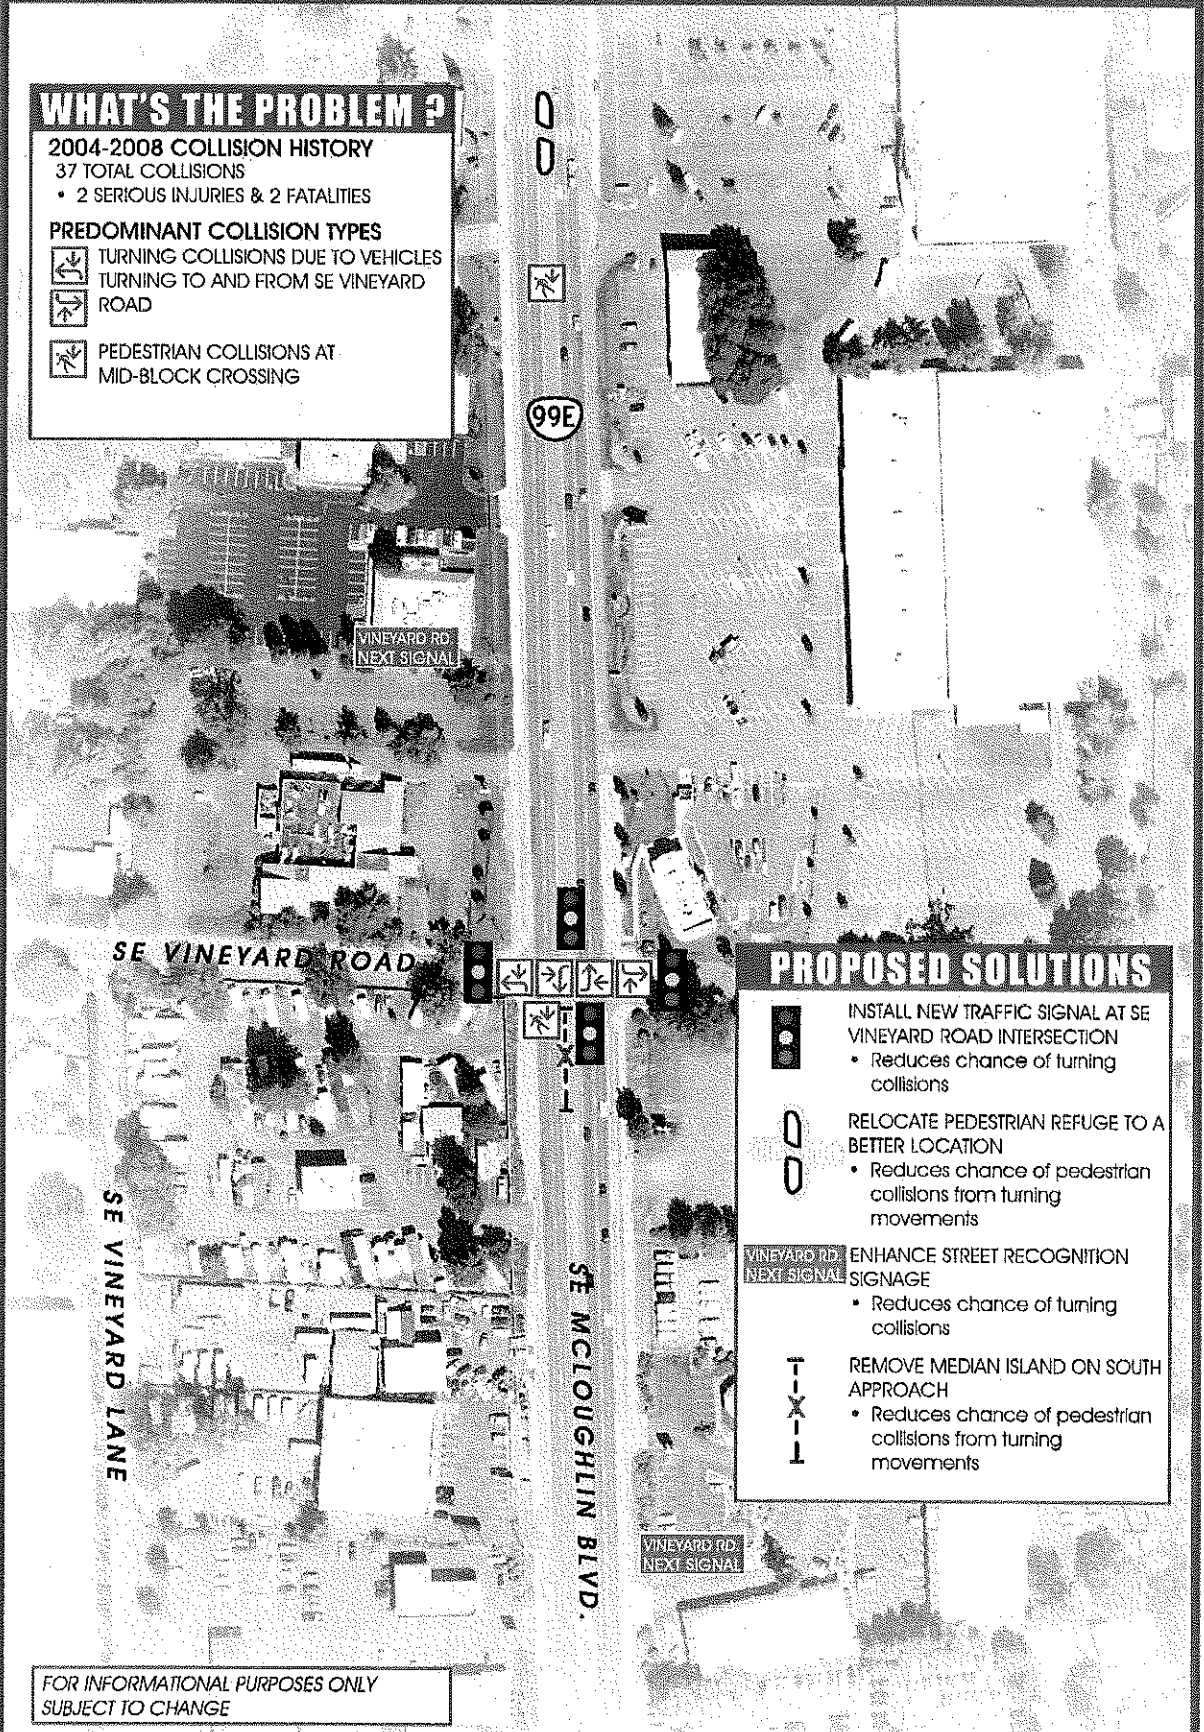 WHAT'S THE PROBLEM ?
2004-2008 COLLISION HISTORY
37 TOTAL COLLISIONS
• 2 SERIOUS INJURIES & 2 FATALITIES
PREDOMINANT COLLISION TYPES
TURNING COLLISIONS DUE TO VEHICLES
TURNING TO AND FROM SE VINEYARD
ROAD
PEDESTRIAN COLLISIONS AT
MID-BLOCK CROSSING
99E
VINEYARD RD.
NEXT SIGNAL
SE VINEYARD ROAD
SE VINEYARD LANE
SE MCLOUGHLIN BLVD.
PROPOSED SOLUTIONS
INSTALL NEW TRAFFIC SIGNAL AT SE
VINEYARD ROAD INTERSECTION
• Reduces chance of turning
collisions
RELOCATE PEDESTRIAN REFUGE TO A
BETTER LOCATION
• Reduces chance of pedestrian
collisions from turning
movements
VINEYARD RD.
NEXT SIGNAL
ENHANCE STREET RECOGNITION
SIGNAGE
• Reduces chance of turning
collisions
REMOVE MEDIAN ISLAND ON SOUTH
APPROACH
• Reduces chance of pedestrian
collisions from turning
movements
VINEYARD RD.
NEXT SIGNAL
FOR INFORMATIONAL PURPOSES ONLY
SUBJECT TO CHANGE